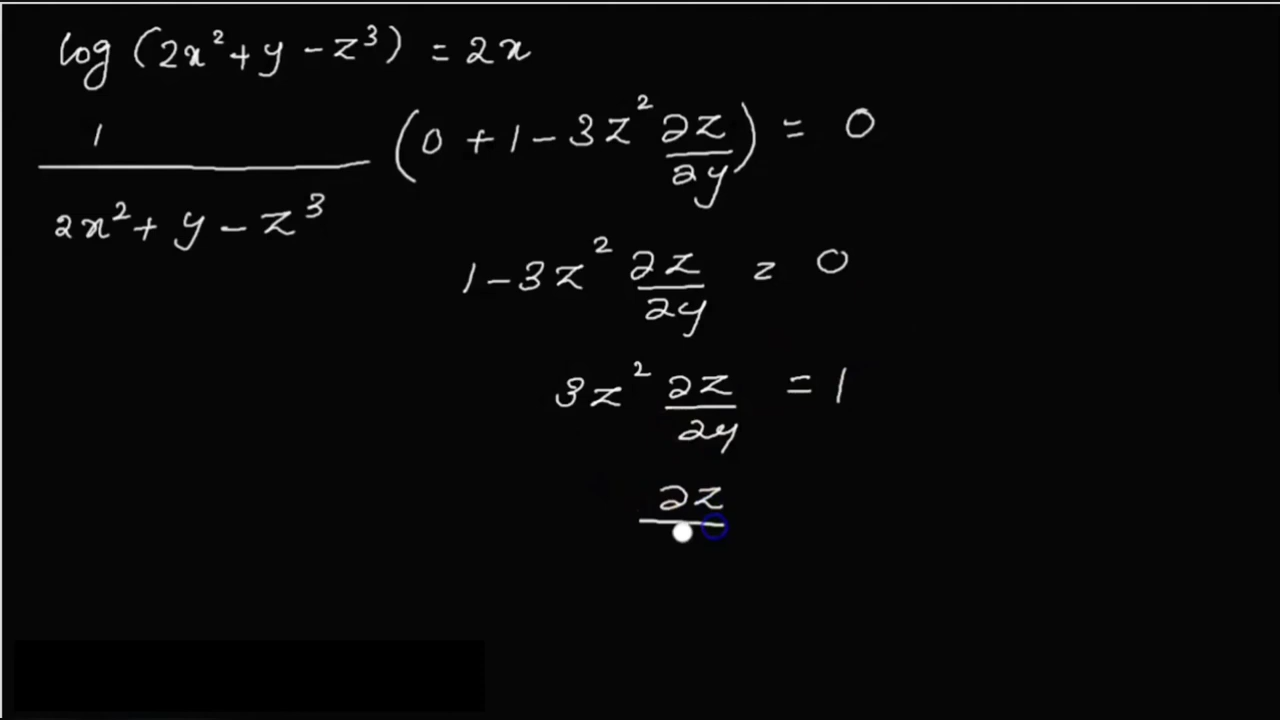 log (2x²+y-z³) = 2x
1/(2x²+y-z³) (0+1-3z² ∂z/∂y) = 0
1-3z² ∂z/∂y = 0
3z² ∂z/∂y = 1
∂z